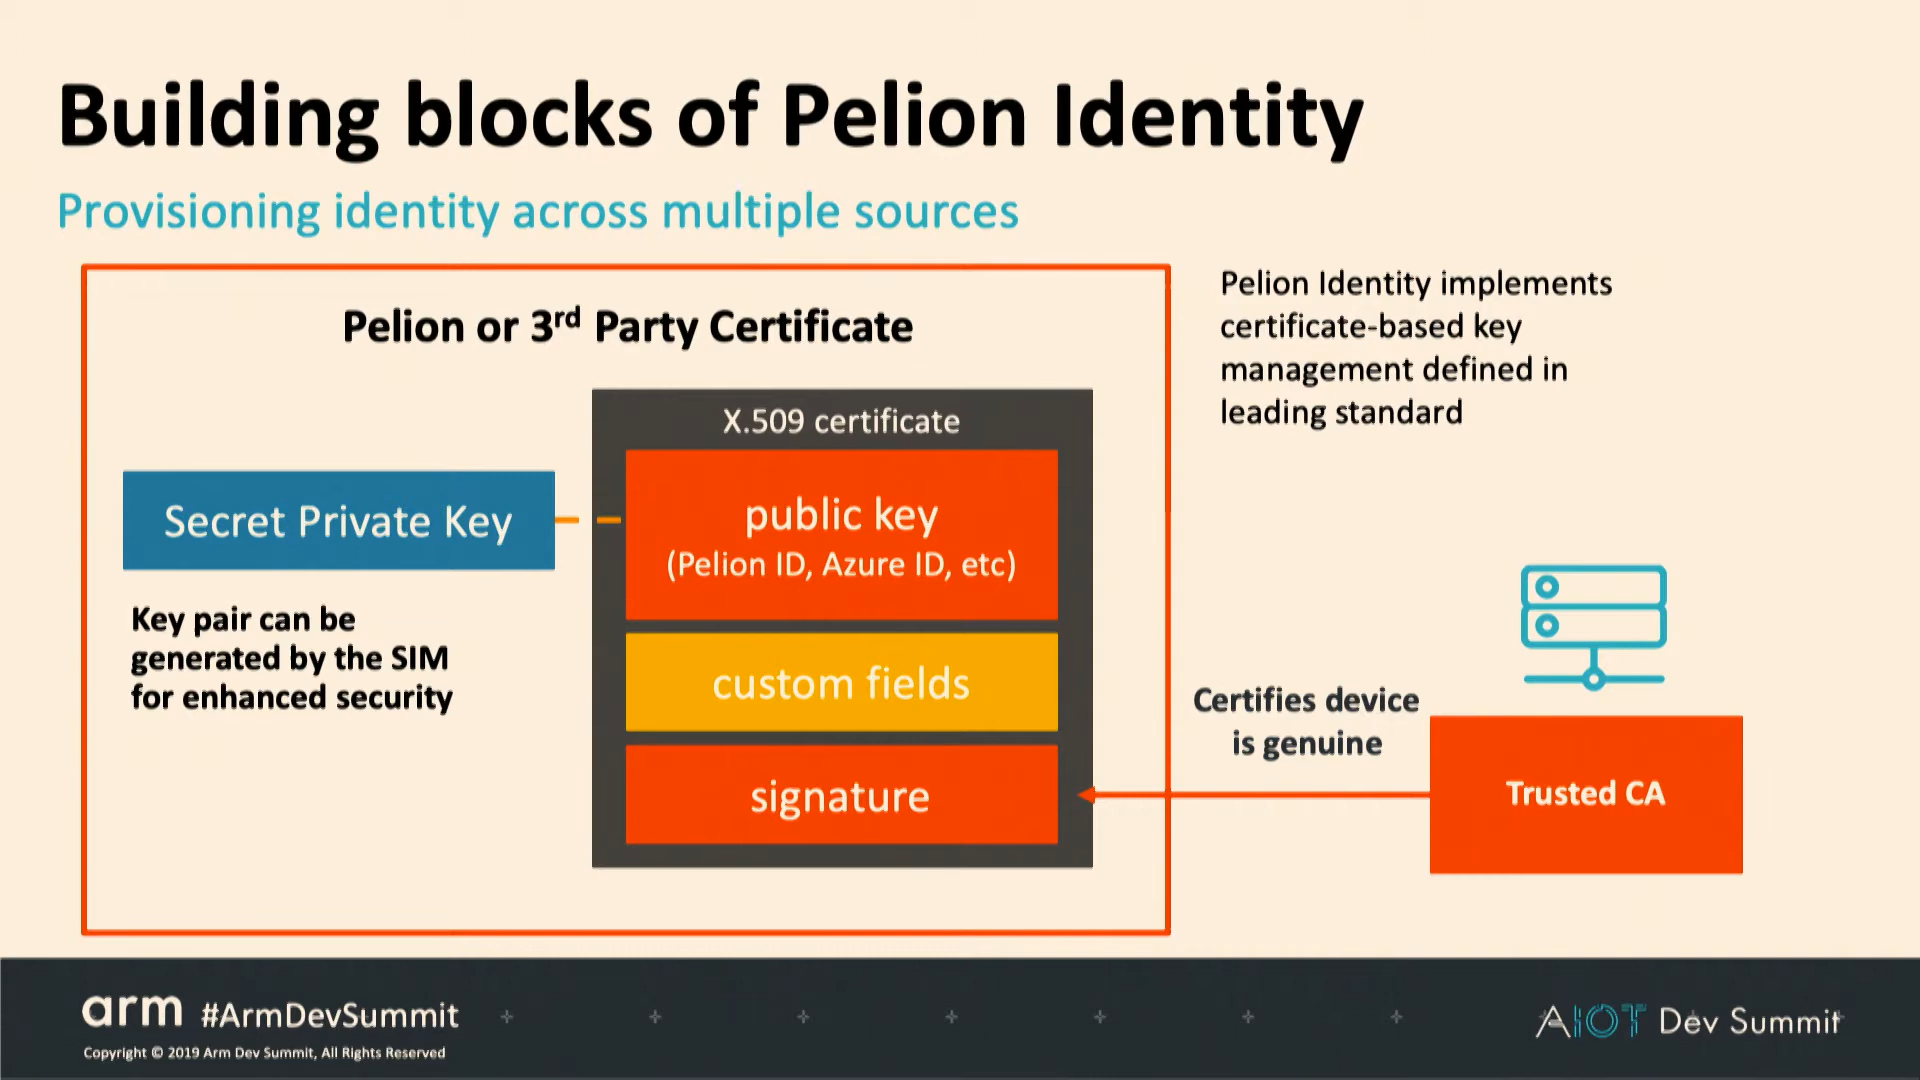 Building blocks of Pelion Identity
Provisioning identity across multiple sources
Pelion or 3rd Party Certificate
X.509 certificate
Secret Private Key
public key
(Pelion ID, Azure ID, etc)
Key pair can be
generated by the SIM
for enhanced security
custom fields
signature
Pelion Identity implements
certificate-based key
management defined in
leading standard
Certifies device
is genuine
Trusted CA
arm #ArmDevSummit
Copyright © 2019 Arm Dev Summit, All Rights Reserved
AIOT Dev Summit